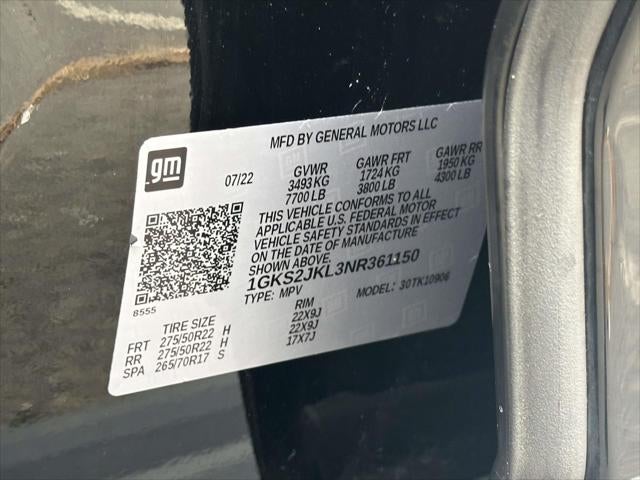 MFD BY GENERAL MOTORS LLC
gm
07/22 GVWR GAWR FRT GAWR RR
3493 KG 1724 KG 1950 KG
7700 LB 3800 LB 4300 LB
THIS VEHICLE CONFORMS TO ALL
APPLICABLE U.S. FEDERAL MOTOR
VEHICLE SAFETY STANDARDS IN EFFECT
ON THE DATE OF MANUFACTURE
SHOWN ABOVE.
1GKS2JKL3NR361150
8555 TYPE: MPV MODEL: 30TK10906
TIRE SIZE RIM
FRT 275/50R22 H 22X9J
RR 275/50R22 H 22X9J
SPA 265/70R17 S 17X7J